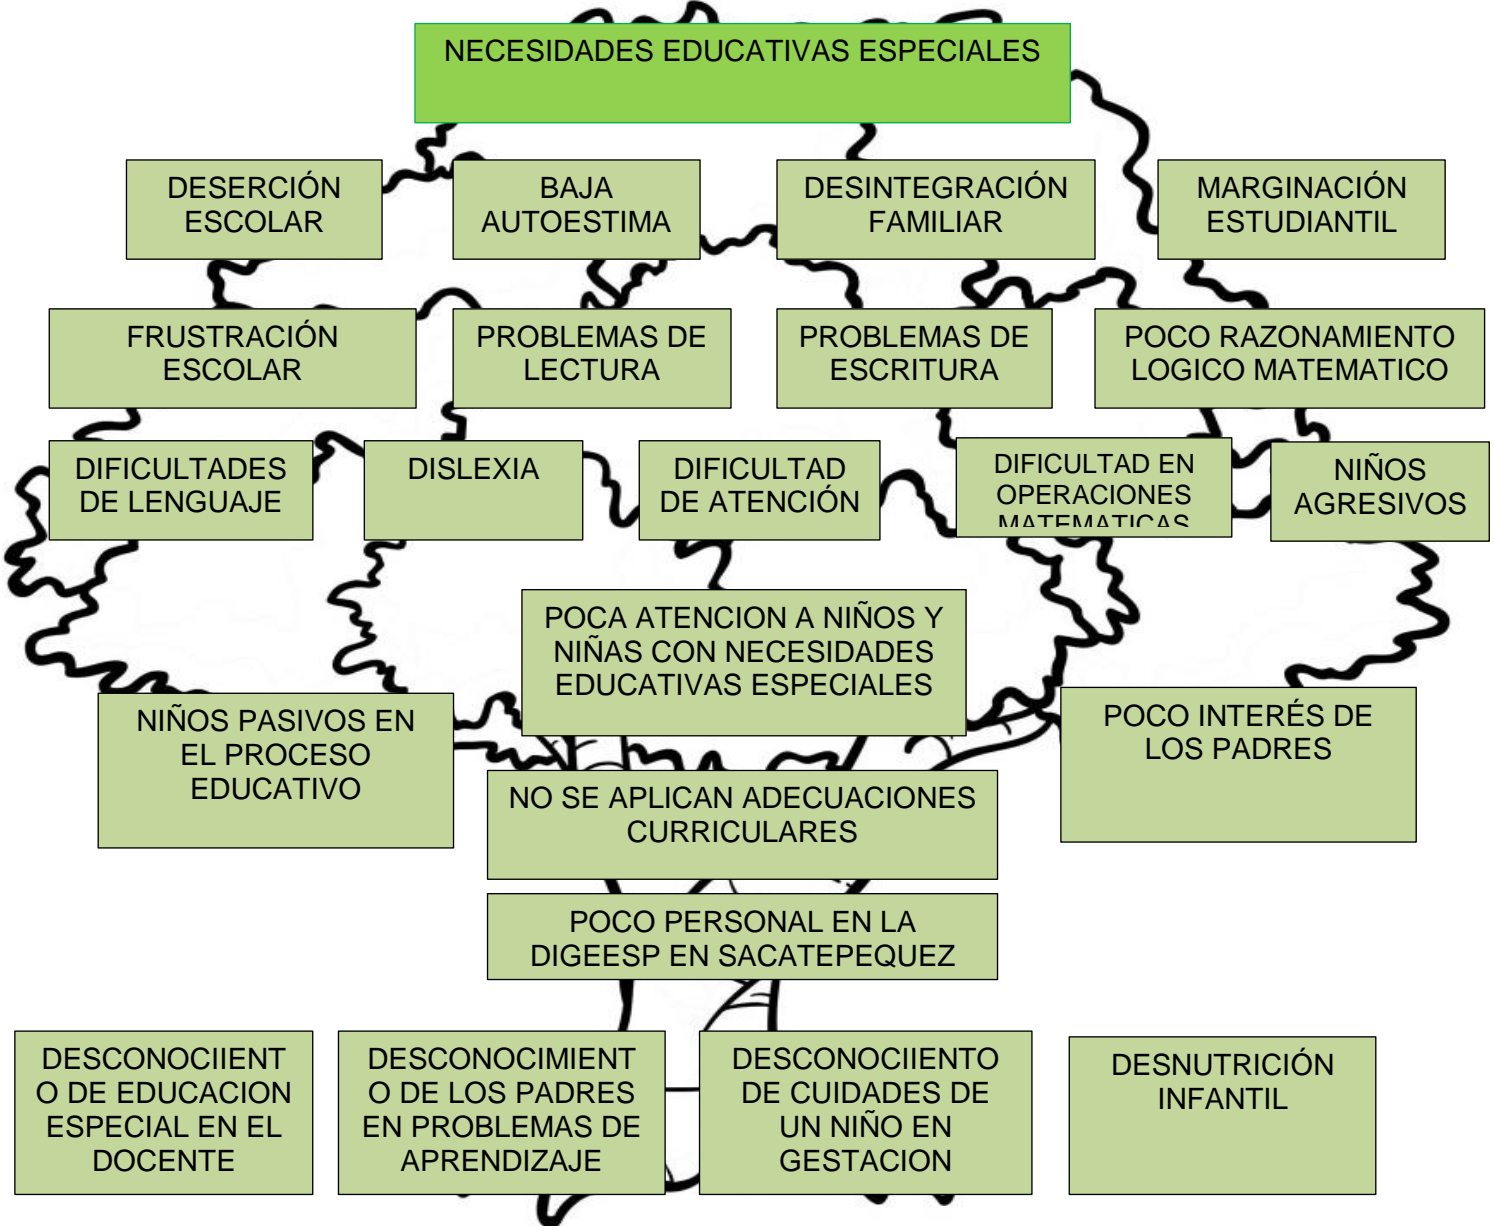 NECESIDADES EDUCATIVAS ESPECIALES
DESERCIÓN
ESCOLAR
BAJA
AUTOESTIMA
DESINTEGRACIÓN
FAMILIAR
MARGINACIÓN
ESTUDIANTIL
FRUSTRACIÓN
ESCOLAR
PROBLEMAS DE
LECTURA
PROBLEMAS DE
ESCRITURA
POCO RAZONAMIENTO
LOGICO MATEMATICO
DIFICULTADES
DE LENGUAJE
DISLEXIA
DIFICULTAD
DE ATENCIÓN
DIFICULTAD EN
OPERACIONES
MATEMATICAS
NIÑOS
AGRESIVOS
POCA ATENCION A NIÑOS Y
NIÑAS CON NECESIDADES
EDUCATIVAS ESPECIALES
NIÑOS PASIVOS EN
EL PROCESO
EDUCATIVO
POCO INTERÉS DE
LOS PADRES
NO SE APLICAN ADECUACIONES
CURRICULARES
POCO PERSONAL EN LA
DIGEESP EN SACATEPEQUEZ
DESCONOCIIENT
O DE EDUCACION
ESPECIAL EN EL
DOCENTE
DESCONOCIMIENT
O DE LOS PADRES
EN PROBLEMAS DE
APRENDIZAJE
DESCONOCIIENTO
DE CUIDADES DE
UN NIÑO EN
GESTACION
DESNUTRICIÓN
INFANTIL